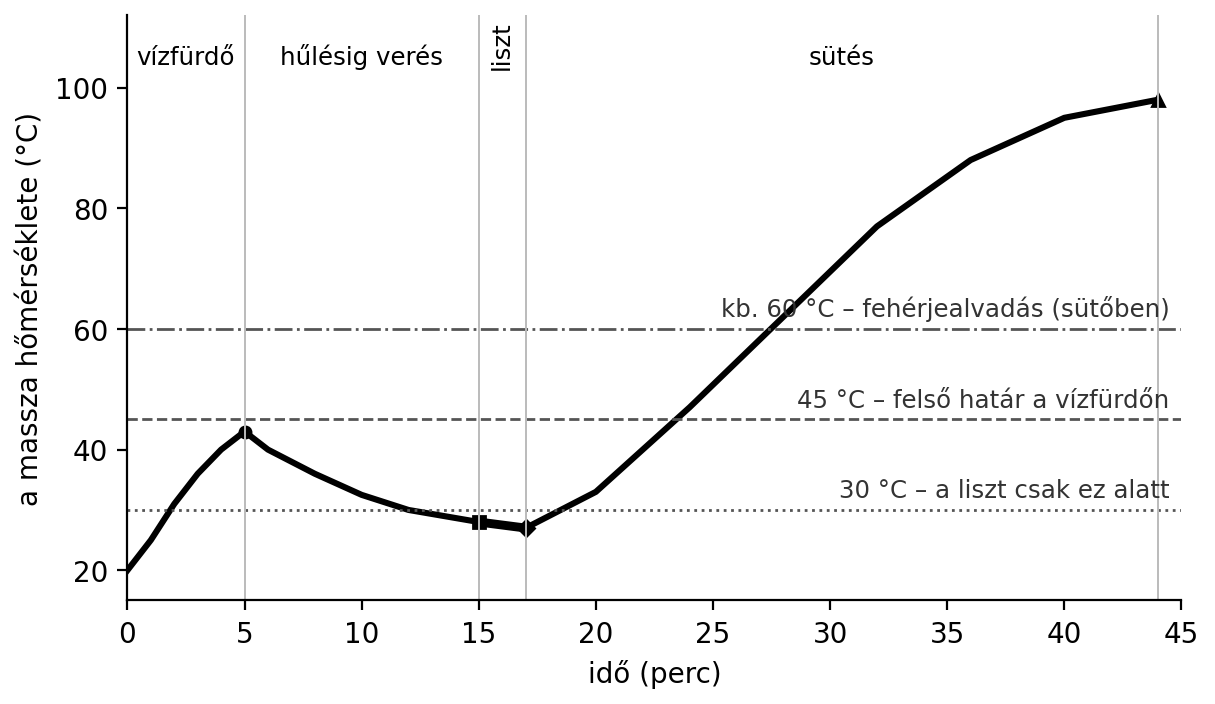 vízfürdő
hűlésig verés
liszt
sütés
a massza hőmérséklete (°C)
100
80
60
40
20
kb. 60 °C – fehérjealvadás (sütőben)
45 °C – felső határ a vízfürdőn
30 °C – a liszt csak ez alatt
0 5 10 15 20 25 30 35 40 45
idő (perc)